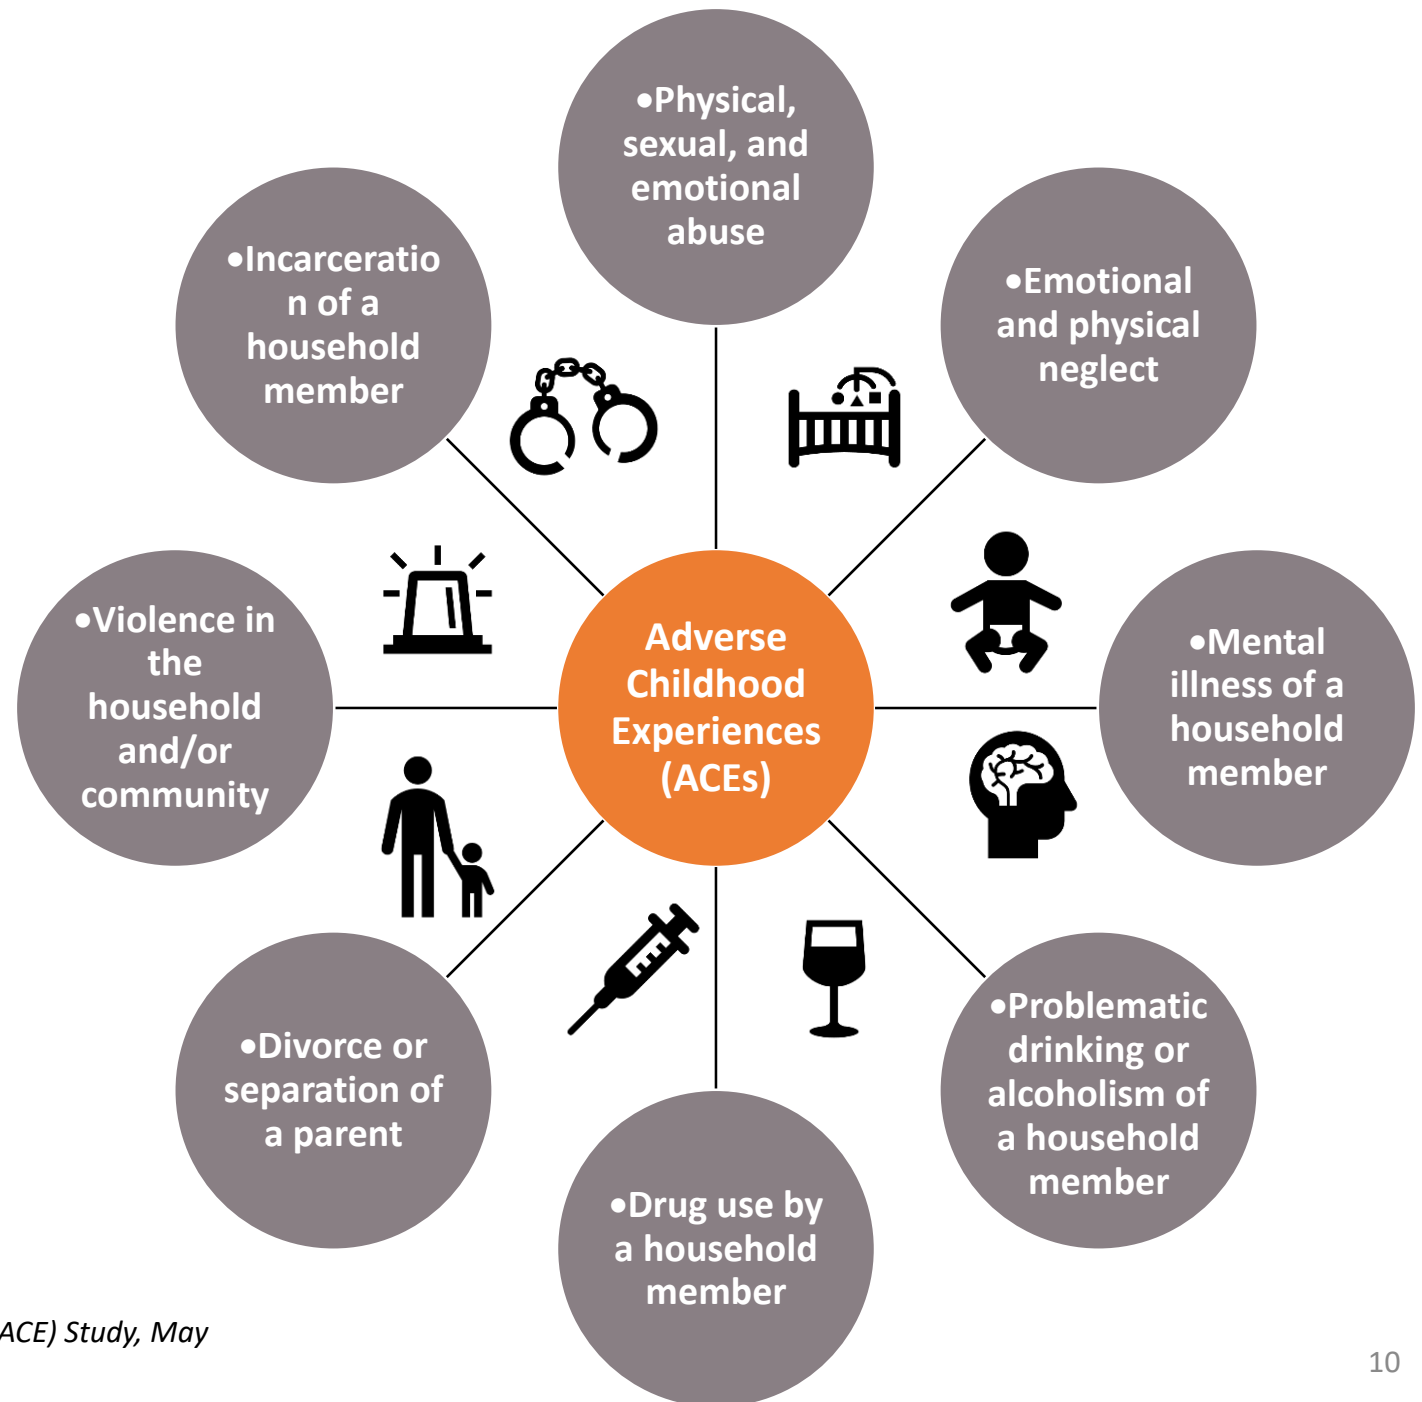 •Physical,
sexual, and
emotional
abuse
•Emotional
and physical
neglect
•Mental
illness of a
household
member
•Problematic
drinking or
alcoholism of
a household
member
•Drug use by
a household
member
•Divorce or
separation of
a parent
•Violence in
the
household
and/or
community
•Incarceratio
n of a
household
member
Adverse
Childhood
Experiences
(ACEs)
ACE) Study, May
10